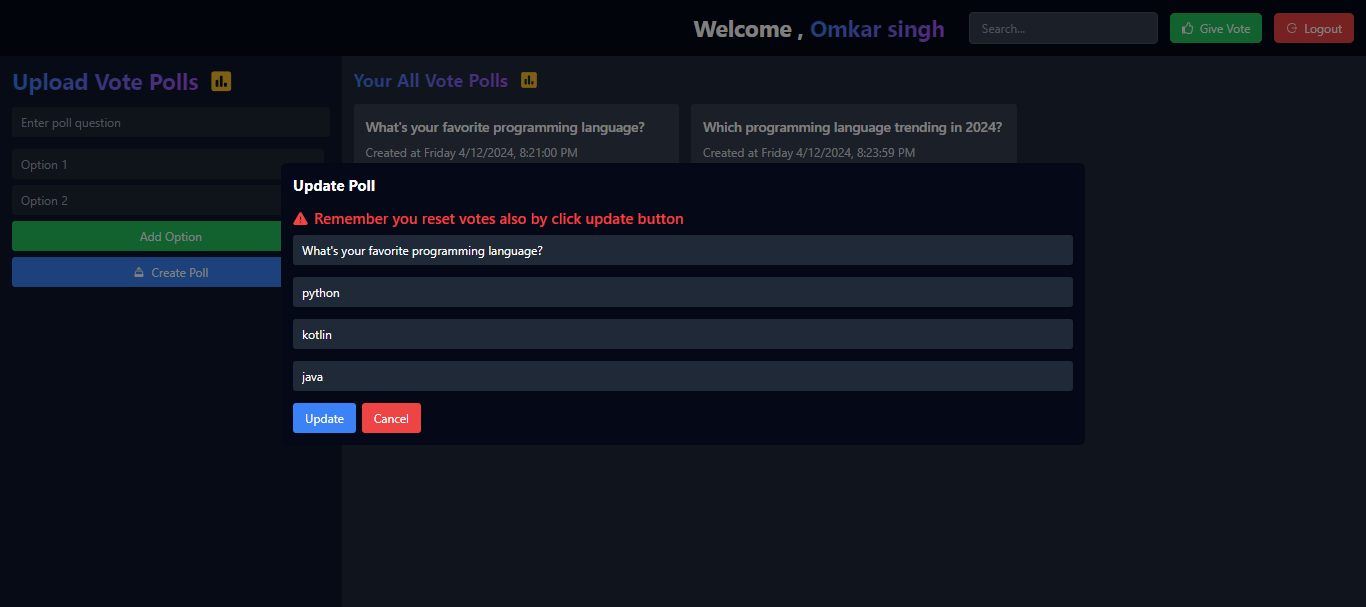 Welcome , Omkar singh
Search...
Give Vote
Logout
Upload Vote Polls
Enter poll question
Option 1
Option 2
Add Option
Create Poll
Your All Vote Polls
What's your favorite programming language?
Created at Friday 4/12/2024, 8:21:00 PM
Which programming language trending in 2024?
Created at Friday 4/12/2024, 8:23:59 PM
Update Poll
Remember you reset votes also by click update button
What's your favorite programming language?
python
kotlin
java
Update
Cancel